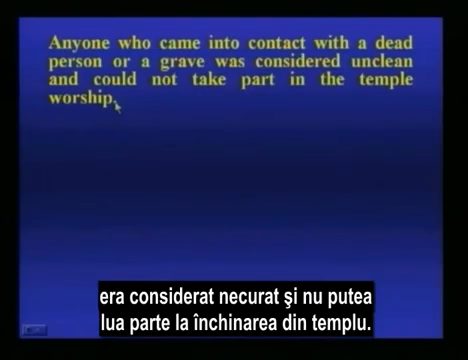 Anyone who came into contact with a dead
person or a grave was considered unclean
and could not take part in the temple
worship.
era considerat necurat şi nu putea
lua parte la închinarea din templu.